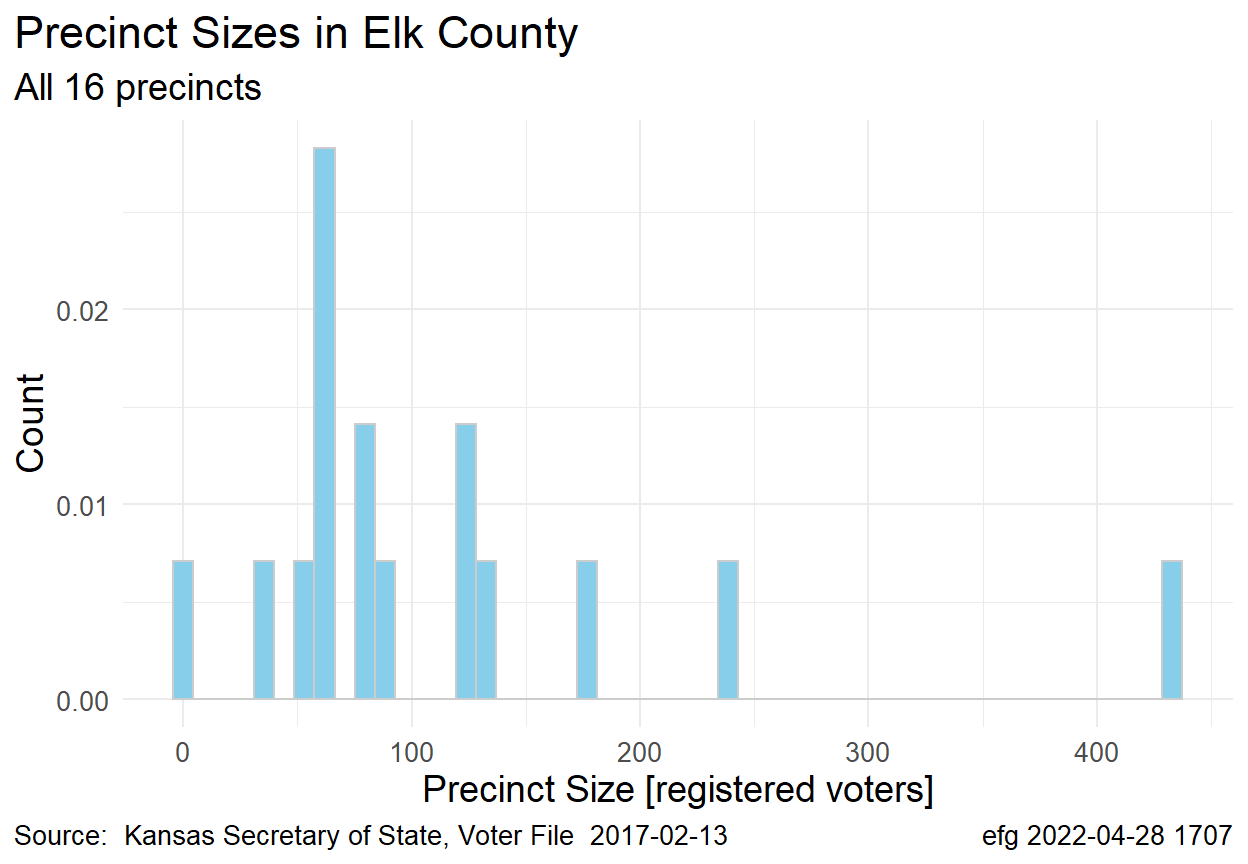 Precinct Sizes in Elk County
All 16 precincts
0.02
0.01
0.00
Count
0 100 200 300 400
Precinct Size [registered voters]
Source:  Kansas Secretary of State, Voter File  2017-02-13
efg 2022-04-28 1707